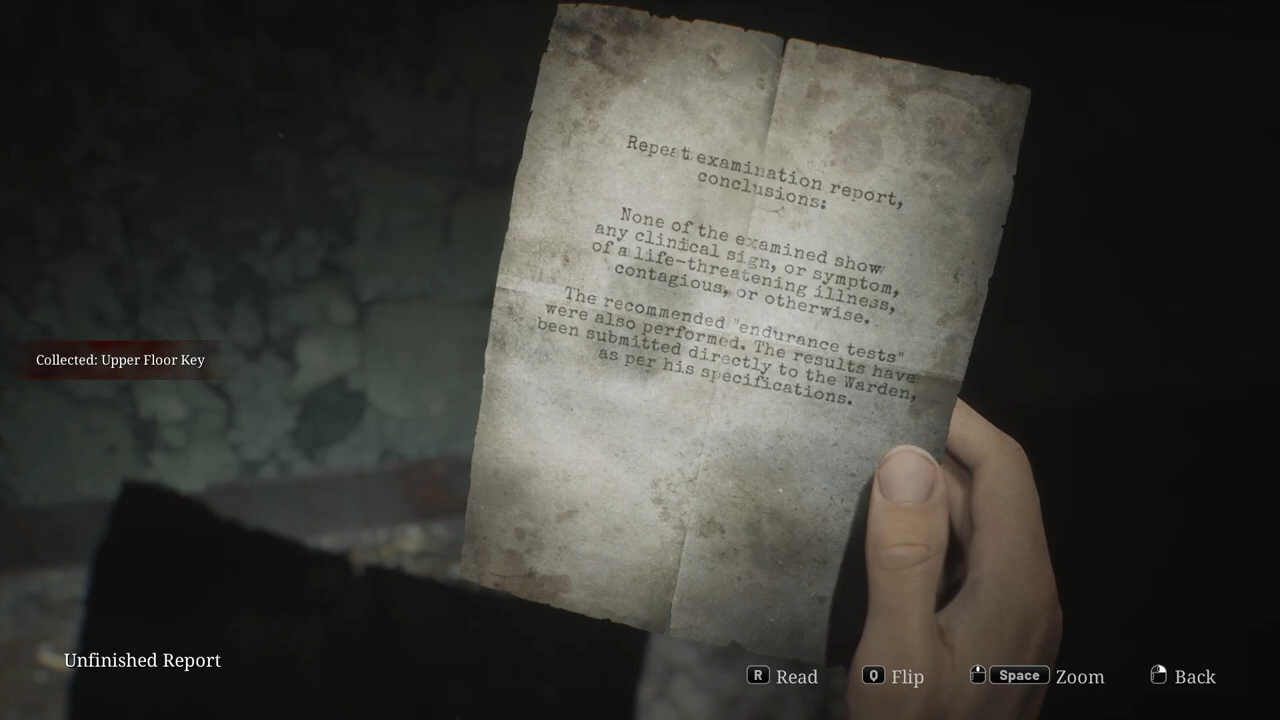 Repeat examination report,
conclusions:
None of the examined show
any clinical sign, or symptom,
of a life-threatening illness,
contagious, or otherwise.
The recommended "endurance tests"
were also performed. The results have
been submitted directly to the Warden,
as per his specifications.
Collected: Upper Floor Key
Unfinished Report
R Read
Q Flip
Space Zoom
Back